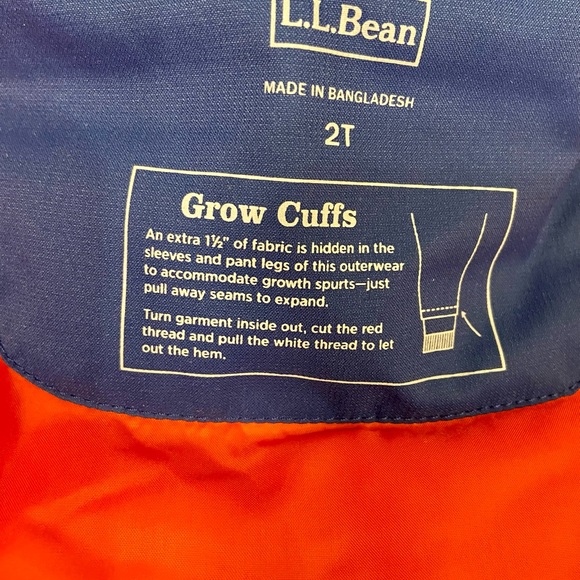 L.L.Bean
MADE IN BANGLADESH
2T
Grow Cuffs
An extra 1½" of fabric is hidden in the
sleeves and pant legs of this outerwear
to accommodate growth spurts—just
pull away seams to expand.
Turn garment inside out, cut the red
thread and pull the white thread to let
out the hem.